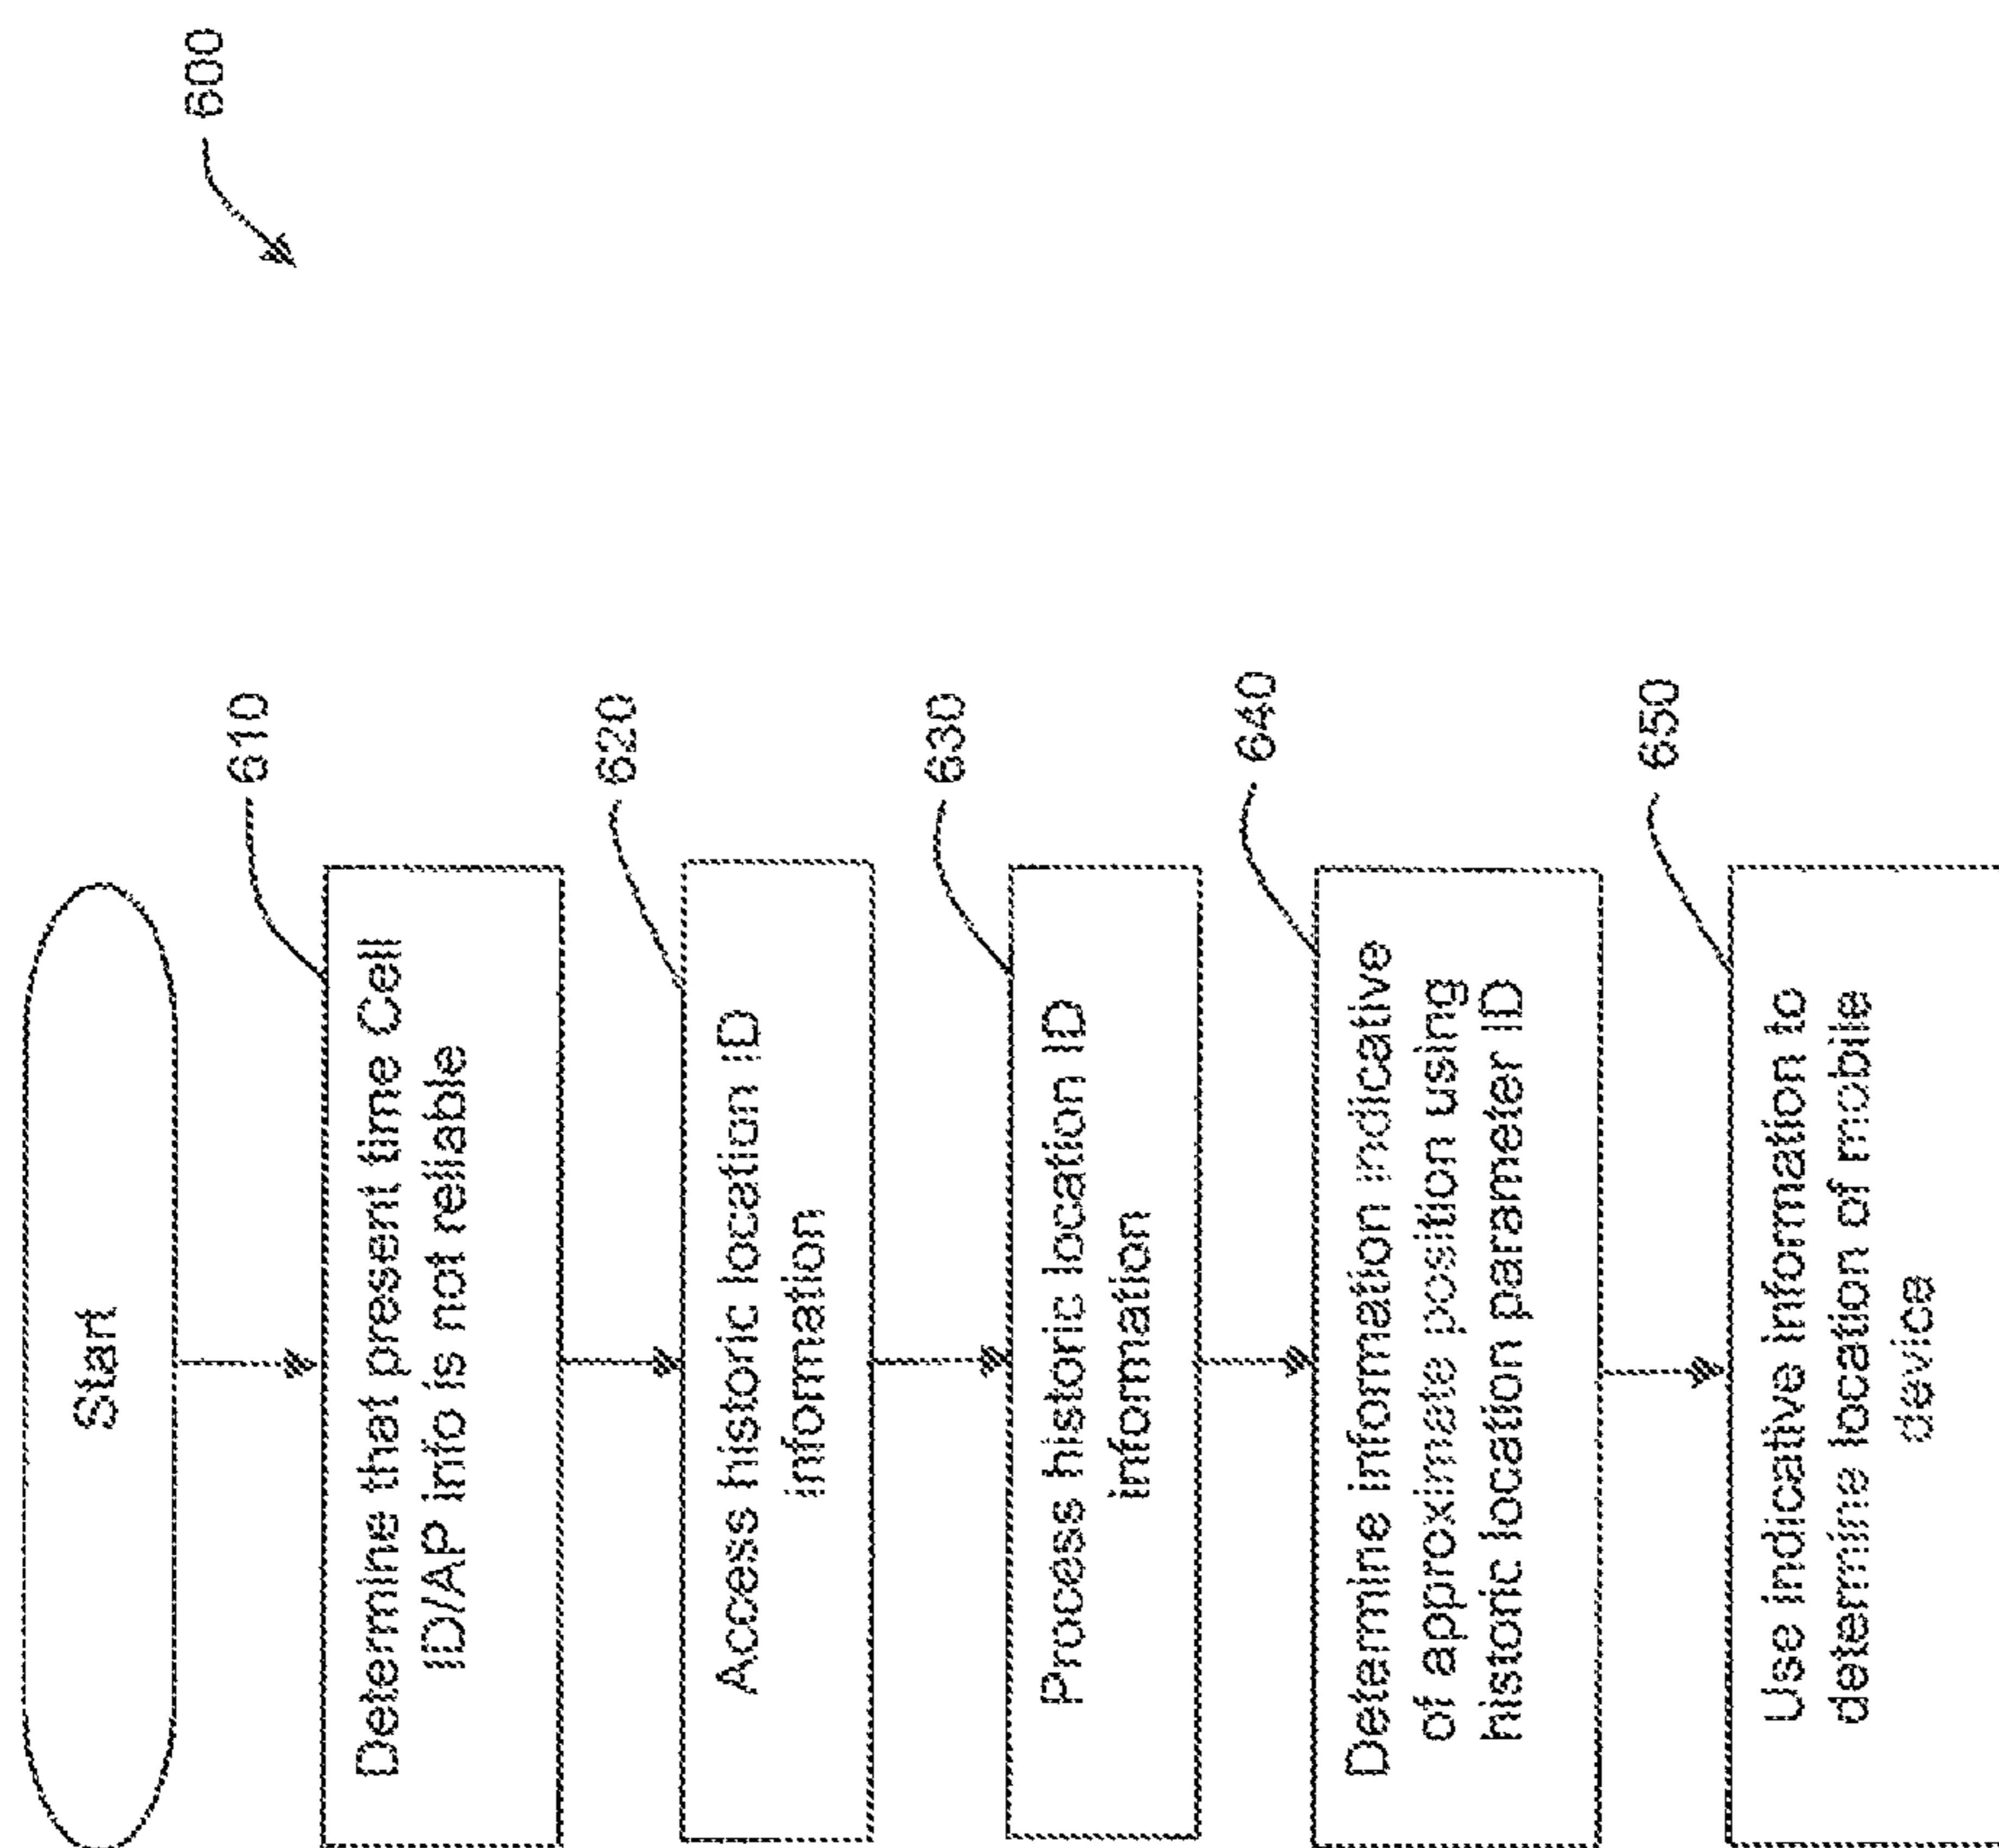 600
Start
610
Determine that present time Cell
ID/AP info is not reliable
620
Access historic location ID
information
630
Process historic location ID
information
640
Determine information indicative
of approximate position using
historic location parameter ID
650
Use indicative information to
determine location of mobile
device